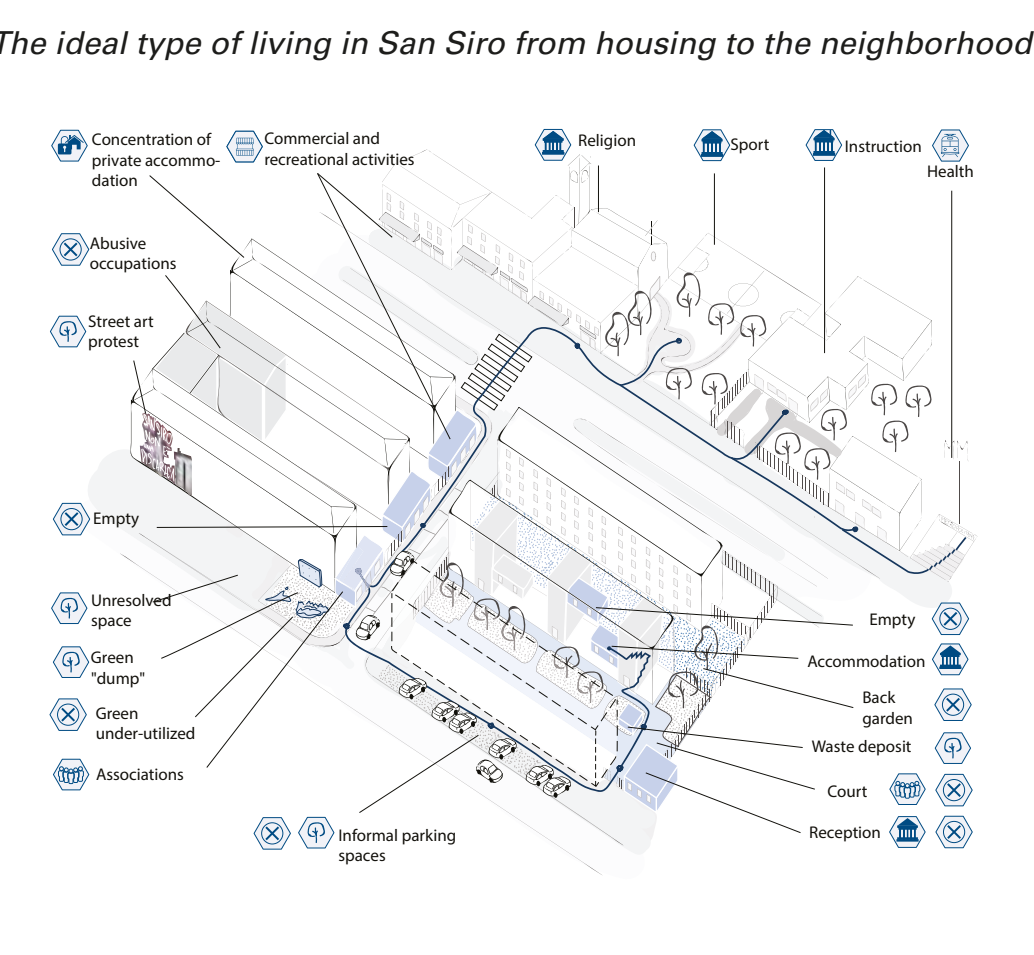 The ideal type of living in San Siro from housing to the neighborhood
Concentration of
private accommo-
dation
Commercial and
recreational activities
Religion
Sport
Instruction
Health
Abusive
occupations
Street art
protest
Empty
Unresolved
space
Green
"dump"
Green
under-utilized
Associations
Informal parking
spaces
Empty
Accommodation
Back
garden
Waste deposit
Court
Reception